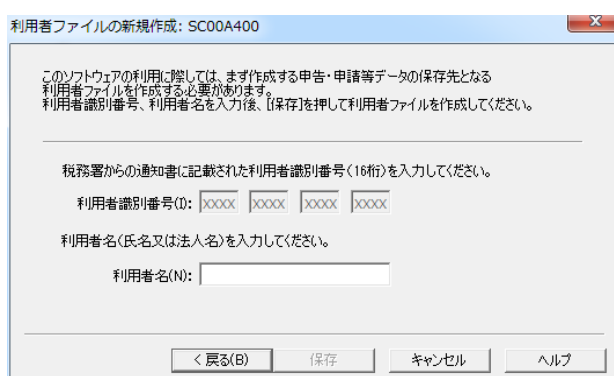 利用者ファイルの新規作成: SC00A400
このソフトウェアの利用に際しては、まず作成する申告・申請等データの保存先となる
利用者ファイルを作成する必要があります。
利用者識別番号、利用者名を入力後、[保存]を押して利用者ファイルを作成してください。
税務署からの通知書に記載された利用者識別番号(16桁)を入力してください。
利用者識別番号(I): xxxx xxxx xxxx xxxx
利用者名(氏名又は法人名)を入力してください。
利用者名(N):
< 戻る(B) 保存 キャンセル ヘルプ